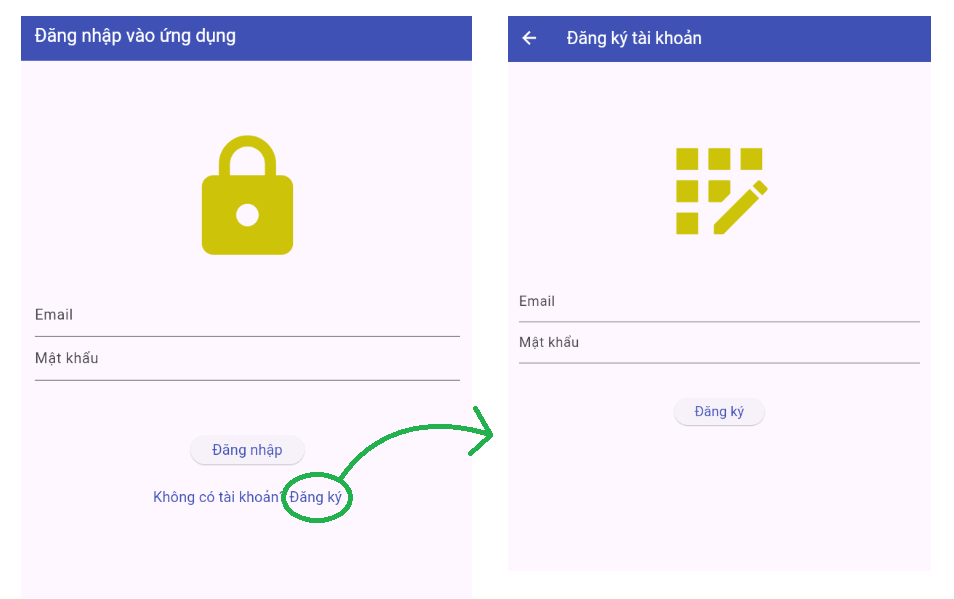 Đăng nhập vào ứng dụng
Email
Mật khẩu
Đăng nhập
Không có tài khoản? Đăng ký
Đăng ký tài khoản
Email
Mật khẩu
Đăng ký